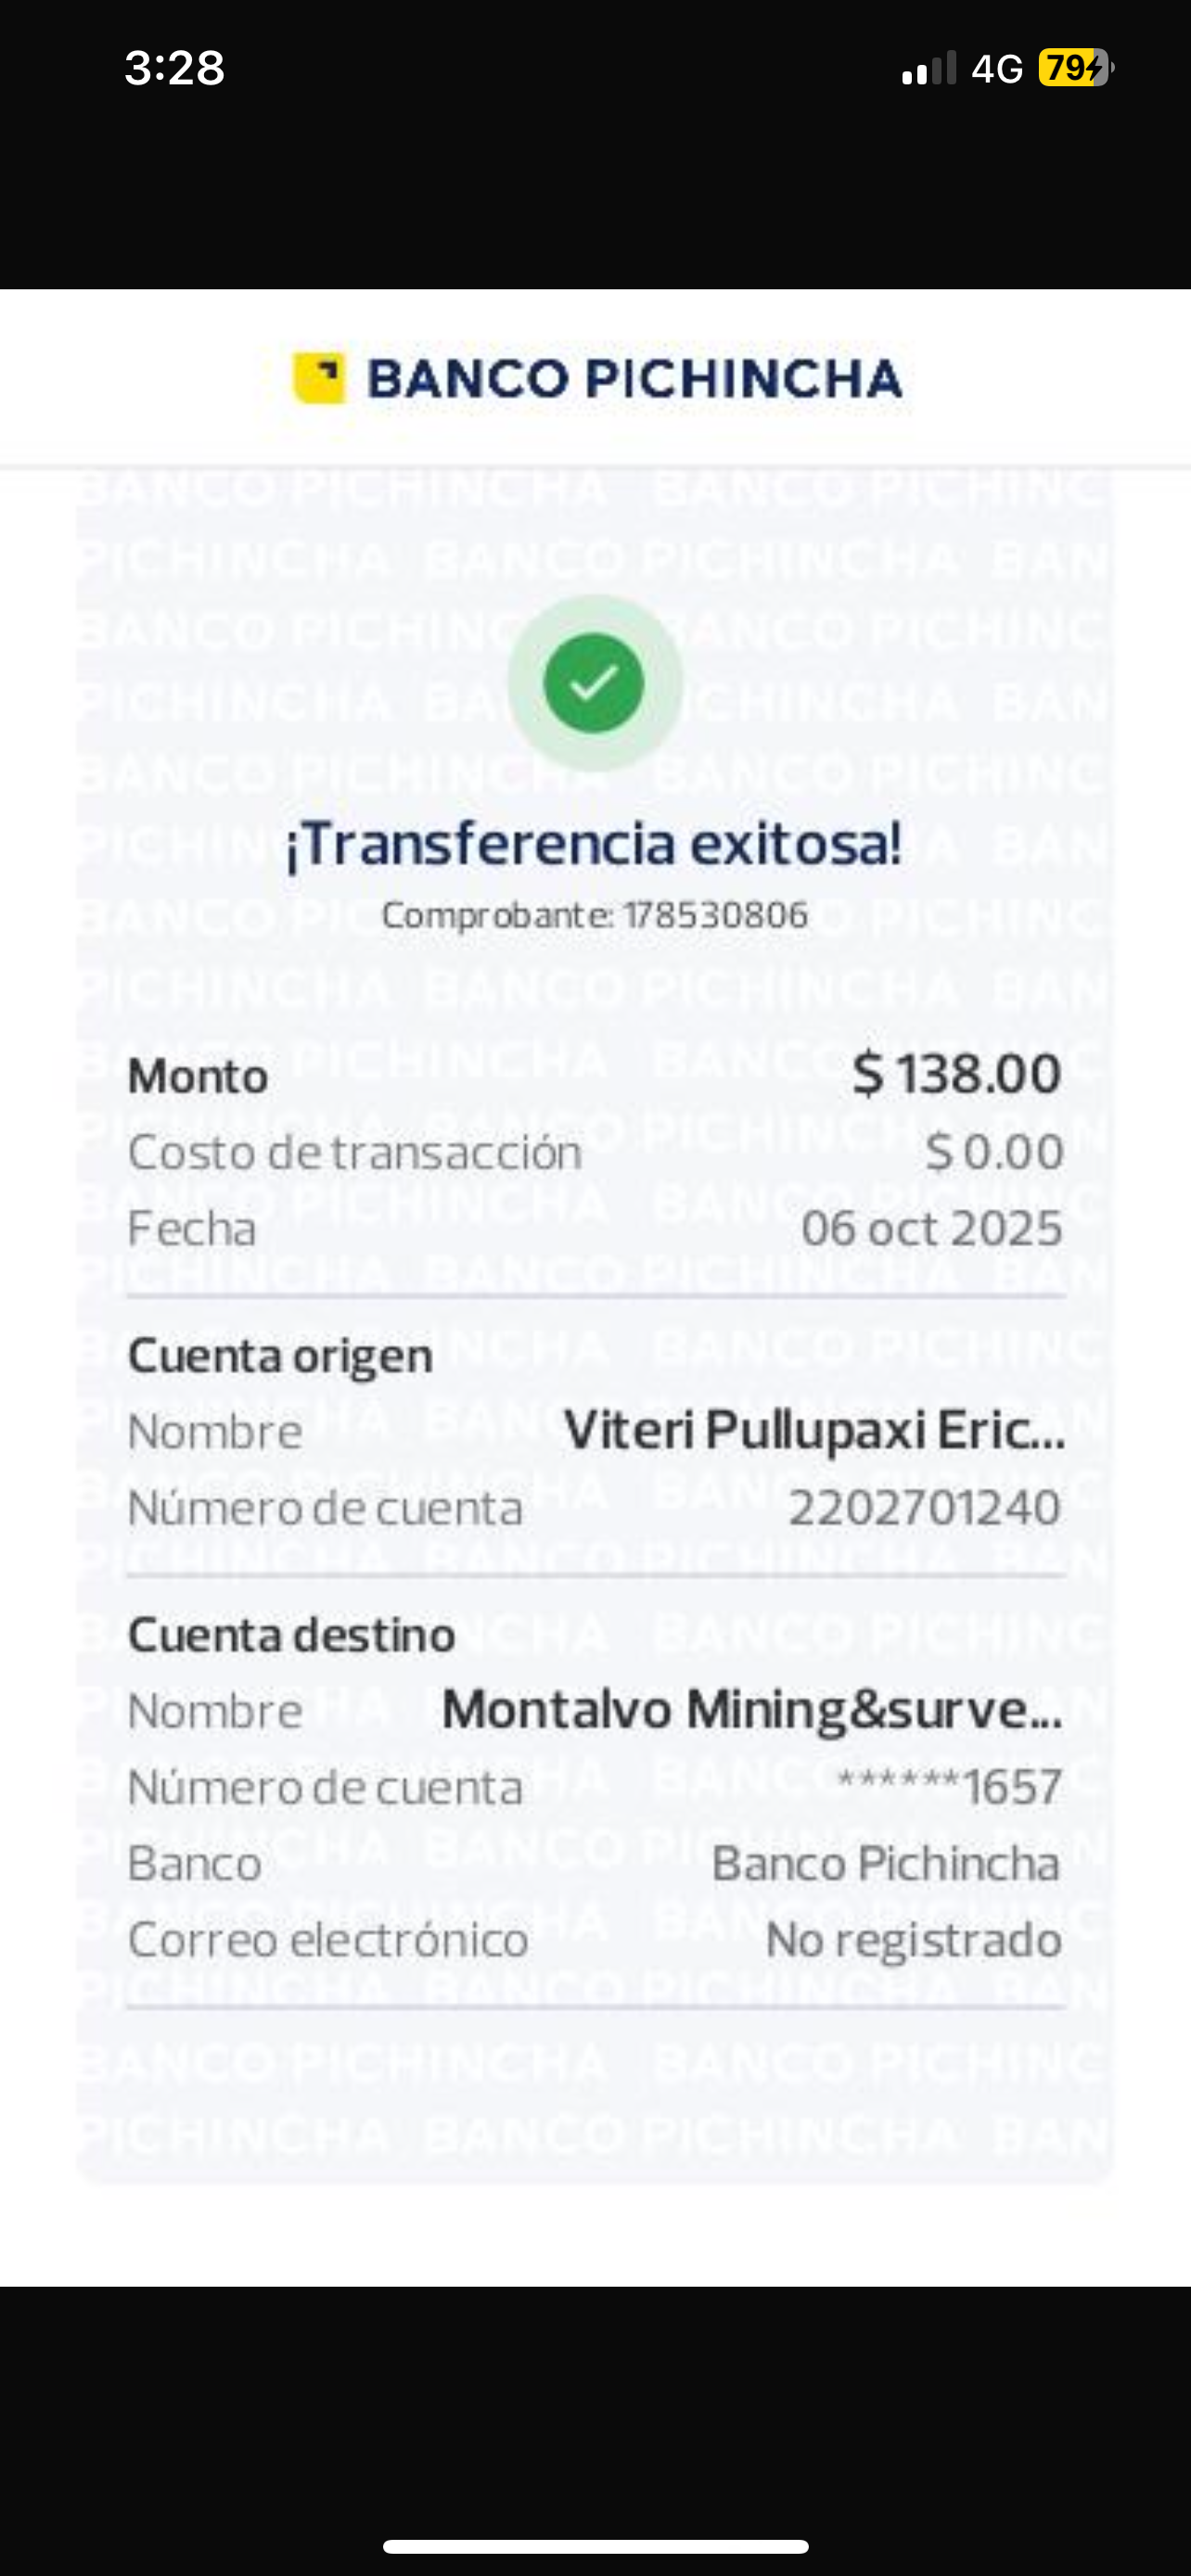 3:28 4G 79
BANCO PICHINCHA
¡Transferencia exitosa!
Comprobante: 178530806
Monto $ 138.00
Costo de transacción $ 0.00
Fecha 06 oct 2025
Cuenta origen
Nombre Viteri Pullupaxi Eric...
Número de cuenta 2202701240
Cuenta destino
Nombre Montalvo Mining&surve...
Número de cuenta ******1657
Banco Banco Pichincha
Correo electrónico No registrado